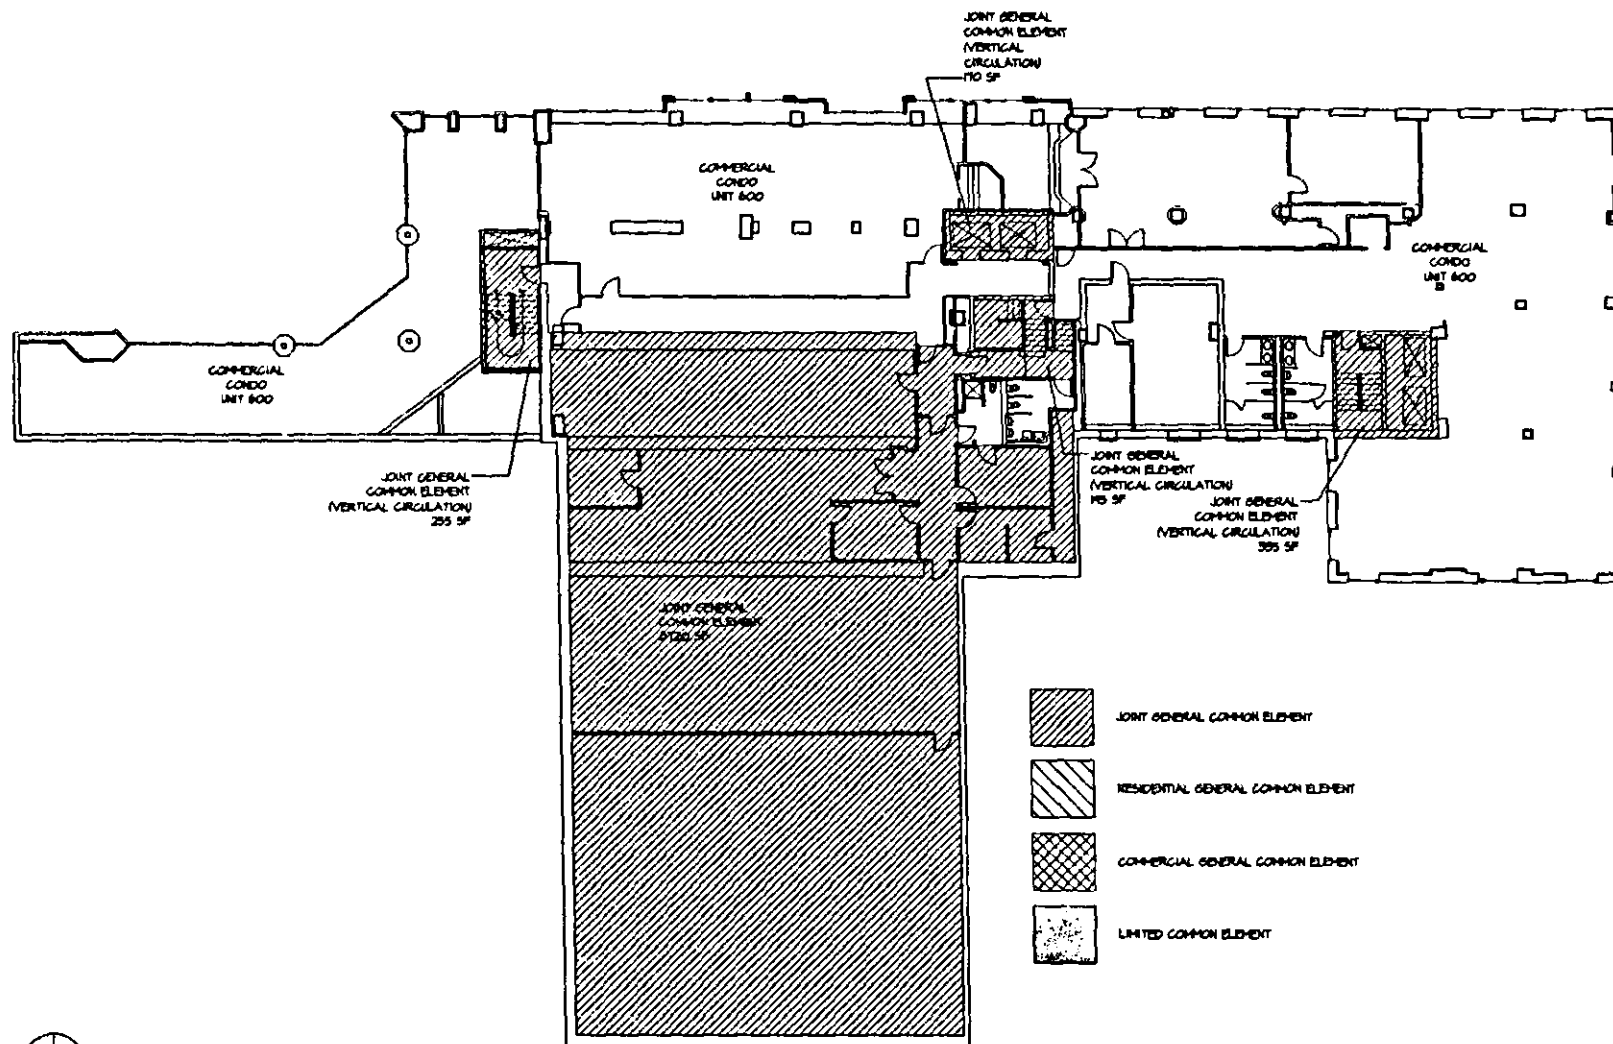 JOINT GENERAL
COMMON ELEMENT
(VERTICAL
CIRCULATION)
170 SF
COMMERCIAL
CONDO
UNIT 600
COMMERCIAL
CONDO
UNIT 600
COMMERCIAL
CONDO
UNIT 600
JOINT GENERAL
COMMON ELEMENT
(VERTICAL CIRCULATION)
255 SF
JOINT GENERAL
COMMON ELEMENT
(VERTICAL CIRCULATION)
SF
JOINT GENERAL
COMMON ELEMENT
(VERTICAL CIRCULATION)
SF
JOINT GENERAL
COMMON ELEMENT
SF
JOINT GENERAL COMMON ELEMENT
RESIDENTIAL GENERAL COMMON ELEMENT
COMMERCIAL GENERAL COMMON ELEMENT
LIMITED COMMON ELEMENT